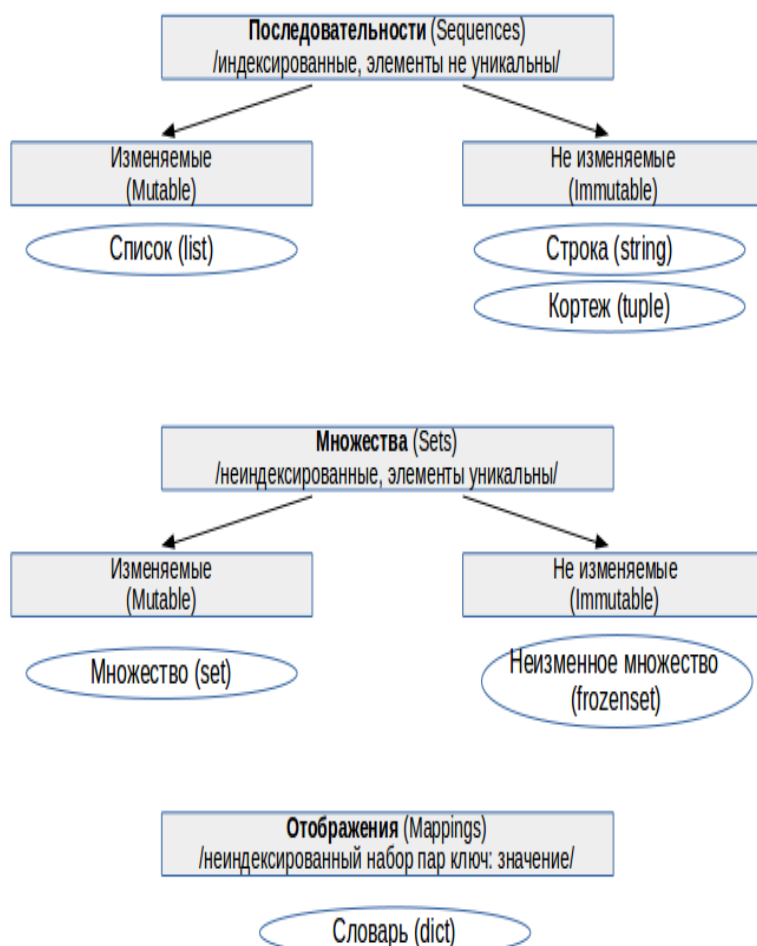 Последовательности (Sequences)
/индексированные, элементы не уникальны/
Изменяемые
(Mutable)
Не изменяемые
(Immutable)
Список (list)
Строка (string)
Кортеж (tuple)
Множества (Sets)
/неиндексированные, элементы уникальны/
Изменяемые
(Mutable)
Не изменяемые
(Immutable)
Множество (set)
Неизменное множество
(frozenset)
Отображения (Mappings)
/неиндексированный набор пар ключ: значение/
Словарь (dict)